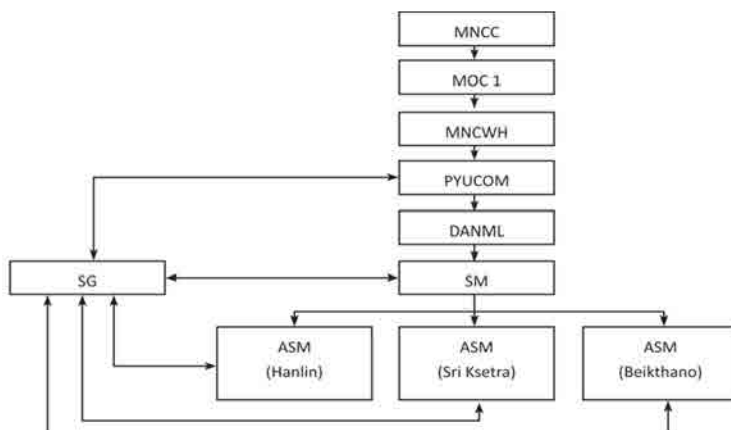 MNCC
MOC 1
MNCWH
PYUCOM
DANML
SG
SM
ASM
(Hanlin)
ASM
(Sri Ksetra)
ASM
(Beikthano)